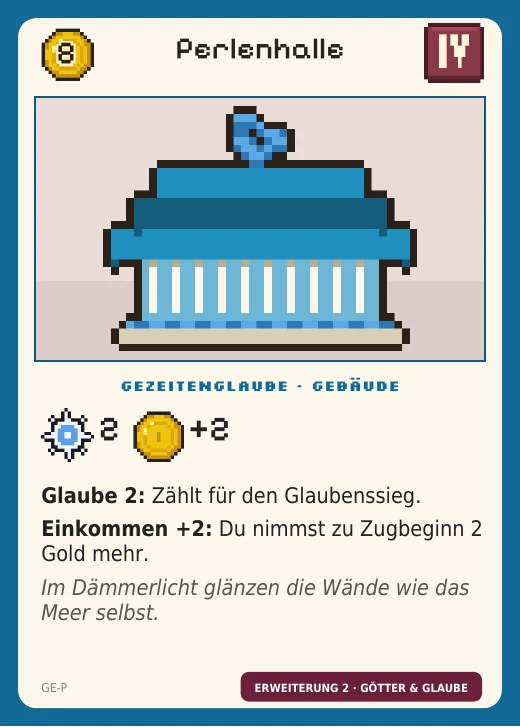 8
Perlenhalle
IV
GEZEITENGLAUBE · GEBÄUDE
2
+2
Glaube 2: Zählt für den Glaubenssieg.
Einkommen +2: Du nimmst zu Zugbeginn 2
Gold mehr.
Im Dämmerlicht glänzen die Wände wie das
Meer selbst.
GE-P
ERWEITERUNG 2 · GÖTTER & GLAUBE